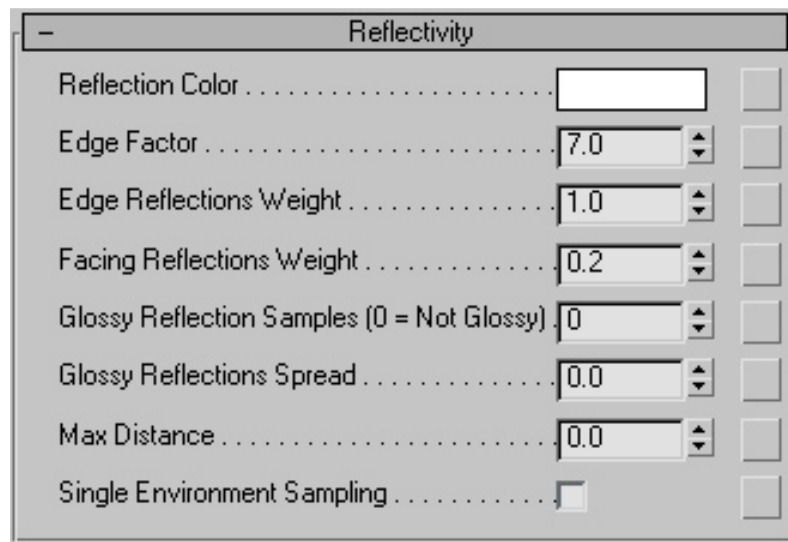 – Reflectivity
Reflection Color . . . . . . . . . . . . . . . . . . . . . . .
Edge Factor . . . . . . . . . . . . . . . . . . . . . . . . . . 7.0
Edge Reflections Weight . . . . . . . . . . . . . . . 1.0
Facing Reflections Weight . . . . . . . . . . . . . . 0.2
Glossy Reflection Samples (0 = Not Glossy) . 0
Glossy Reflections Spread . . . . . . . . . . . . . . 0.0
Max Distance . . . . . . . . . . . . . . . . . . . . . . . . . 0.0
Single Environment Sampling . . . . . . . . . . . .